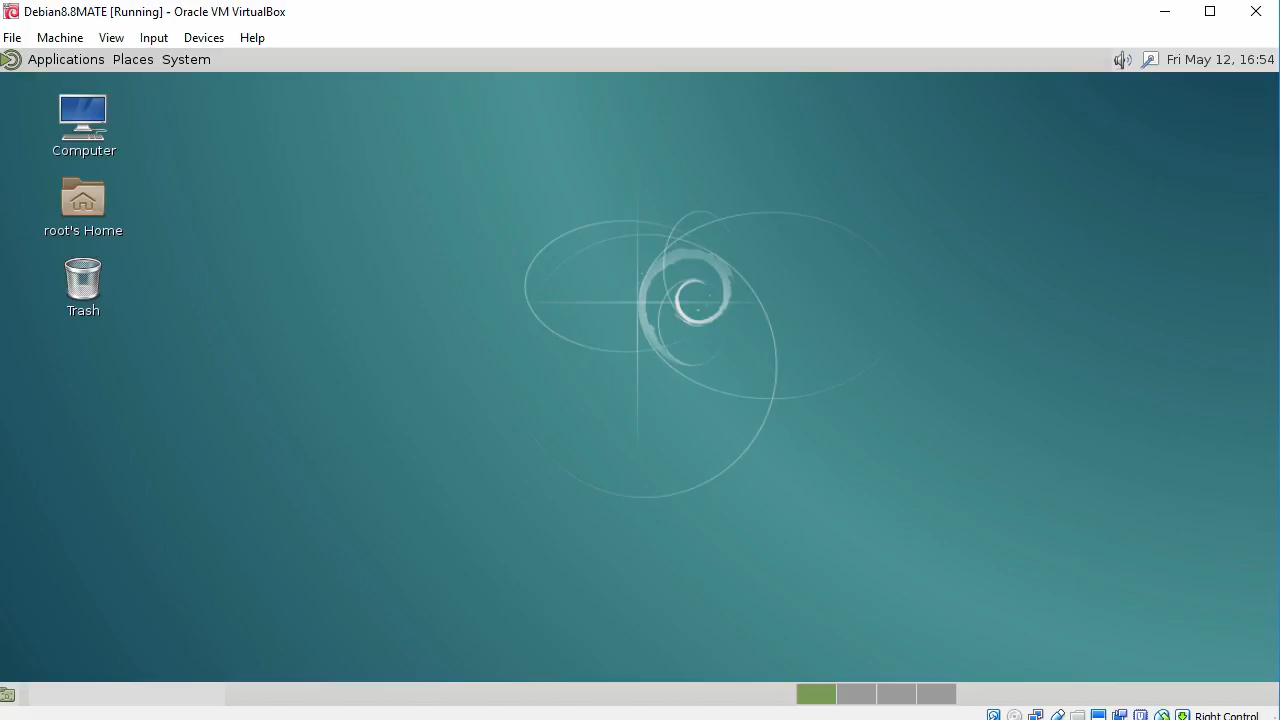 Debian8.8MATE [Running] - Oracle VM VirtualBox
File Machine View Input Devices Help
Applications Places System Fri May 12, 16:54
Computer
root's Home
Trash
Right Control